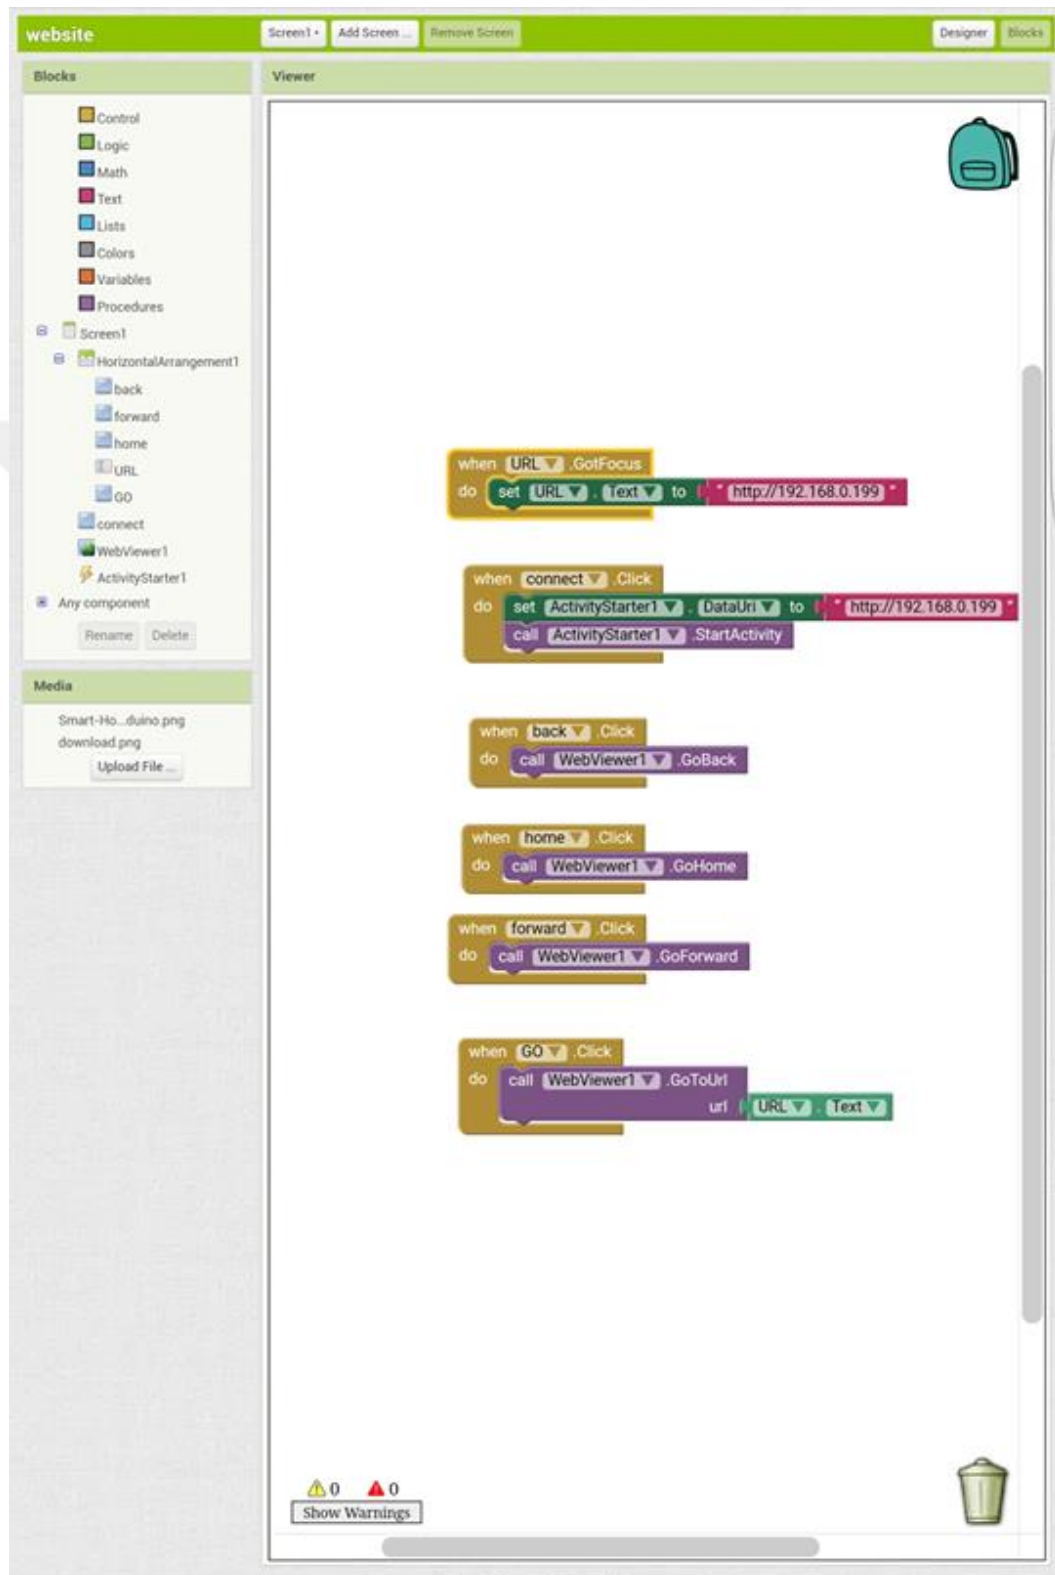 website
Screen1 Add Screen ... Remove Screen Designer Blocks
Blocks
Control
Logic
Math
Text
Lists
Colors
Variables
Procedures
Screen1
HorizontalArrangement1
back
forward
home
URL
GO
connect
WebViewer1
ActivityStarter1
Any component
Rename Delete
Media
Smart-Ho...duino.png
download.png
Upload File ...
Viewer
when URL .GotFocus
do set URL . Text to " http://192.168.0.199 "
when connect .Click
do set ActivityStarter1 . DataUri to " http://192.168.0.199 "
call ActivityStarter1 .StartActivity
when back .Click
do call WebViewer1 .GoBack
when home .Click
do call WebViewer1 .GoHome
when forward .Click
do call WebViewer1 .GoForward
when GO .Click
do call WebViewer1 .GoToUrl
url URL . Text
0 0
Show Warnings